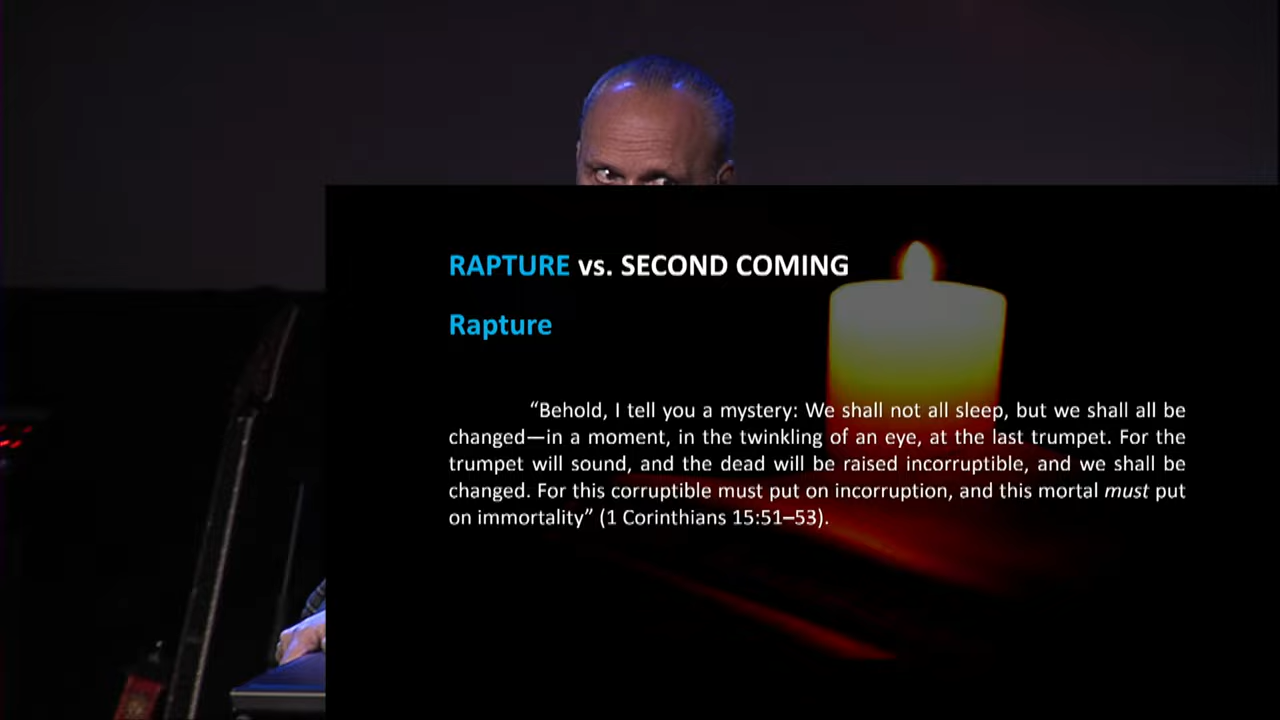 RAPTURE vs. SECOND COMING
Rapture
“Behold, I tell you a mystery: We shall not all sleep, but we shall all be
changed—in a moment, in the twinkling of an eye, at the last trumpet. For the
trumpet will sound, and the dead will be raised incorruptible, and we shall be
changed. For this corruptible must put on incorruption, and this mortal must put
on immortality” (1 Corinthians 15:51–53).